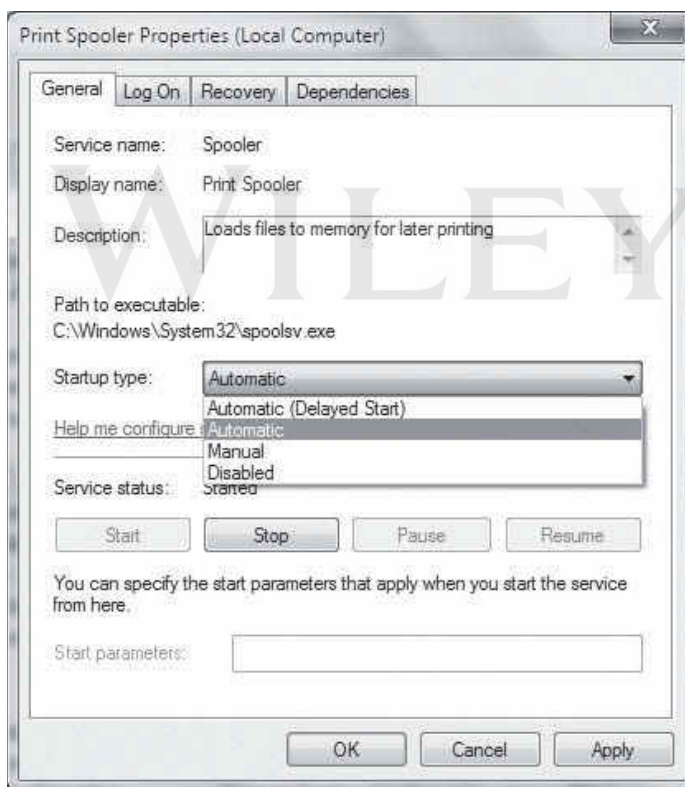 Print Spooler Properties (Local Computer)
X
General Log On Recovery Dependencies
Service name: Spooler
Display name: Print Spooler
WILEY
Description: Loads files to memory for later printing
Path to executable:
C:\Windows\System32\spoolsv.exe
Startup type: Automatic
Automatic (Delayed Start)
Help me configure Automatic
Manual
Disabled
Service status: Started
Start Stop Pause Resume
You can specify the start parameters that apply when you start the service
from here.
Start parameters:
OK Cancel Apply